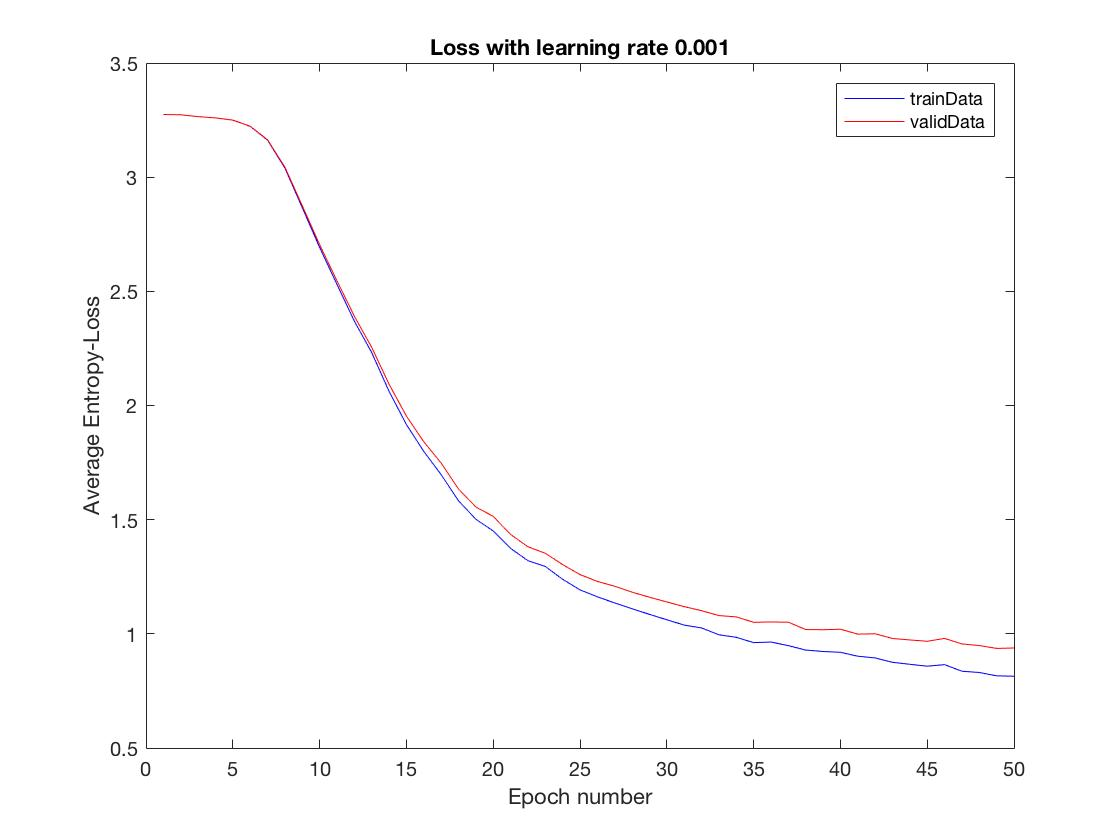 Loss with learning rate 0.001
trainData
validData
Average Entropy-Loss
3.5
3
2.5
2
1.5
1
0.5
0 5 10 15 20 25 30 35 40 45 50
Epoch number